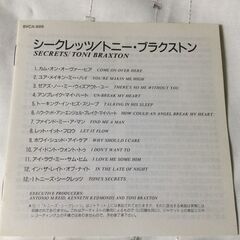 BVCA-688
シークレッツ/トニー・ブラクストン
SECRETS/TONI BRAXTON
1.カム・オン・オーヴァー・ヒア COME ON OVER HERE
2.ユア・メイキン・ミー・ハイ YOU'RE MAKIN ME HIGH
3.ゼアズ・ノー・ミー・ウィズアウト・ユー THERE'S NO ME WITHOUT YOU
4.アンブレイク・マイ・ハート UN-BREAK MY HEART
5.トーキング・イン・ヒズ・スリープ TALKING IN HIS SLEEP
6.ハウ・クッド・アン・エンジェル・ブレイク・マイ・ハート HOW COULD AN ANGEL BREAK MY HEART
7.ファインド・ミー・ア・マン FIND ME A MAN
8.レット・イット・フロウ LET IT FLOW
9.ホワイ・シュッド・アイ・ケア WHY SHOULD I CARE
10.アイ・ドント・ウォント・トゥ I DON'T WANT TO
11.アイ・ラヴ・ミー・サム・ヒム I LOVE ME SOME HIM
12.イン・ザ・レイト・オブ・ナイト IN THE LATE OF NIGHT
トニーズ・シークレッツ TONI'S SECRETS
EXECUTIVE PRODUCERS:
ANTONIO M.REID, KENNETH B.EDMONDS AND TONI BRAXTON